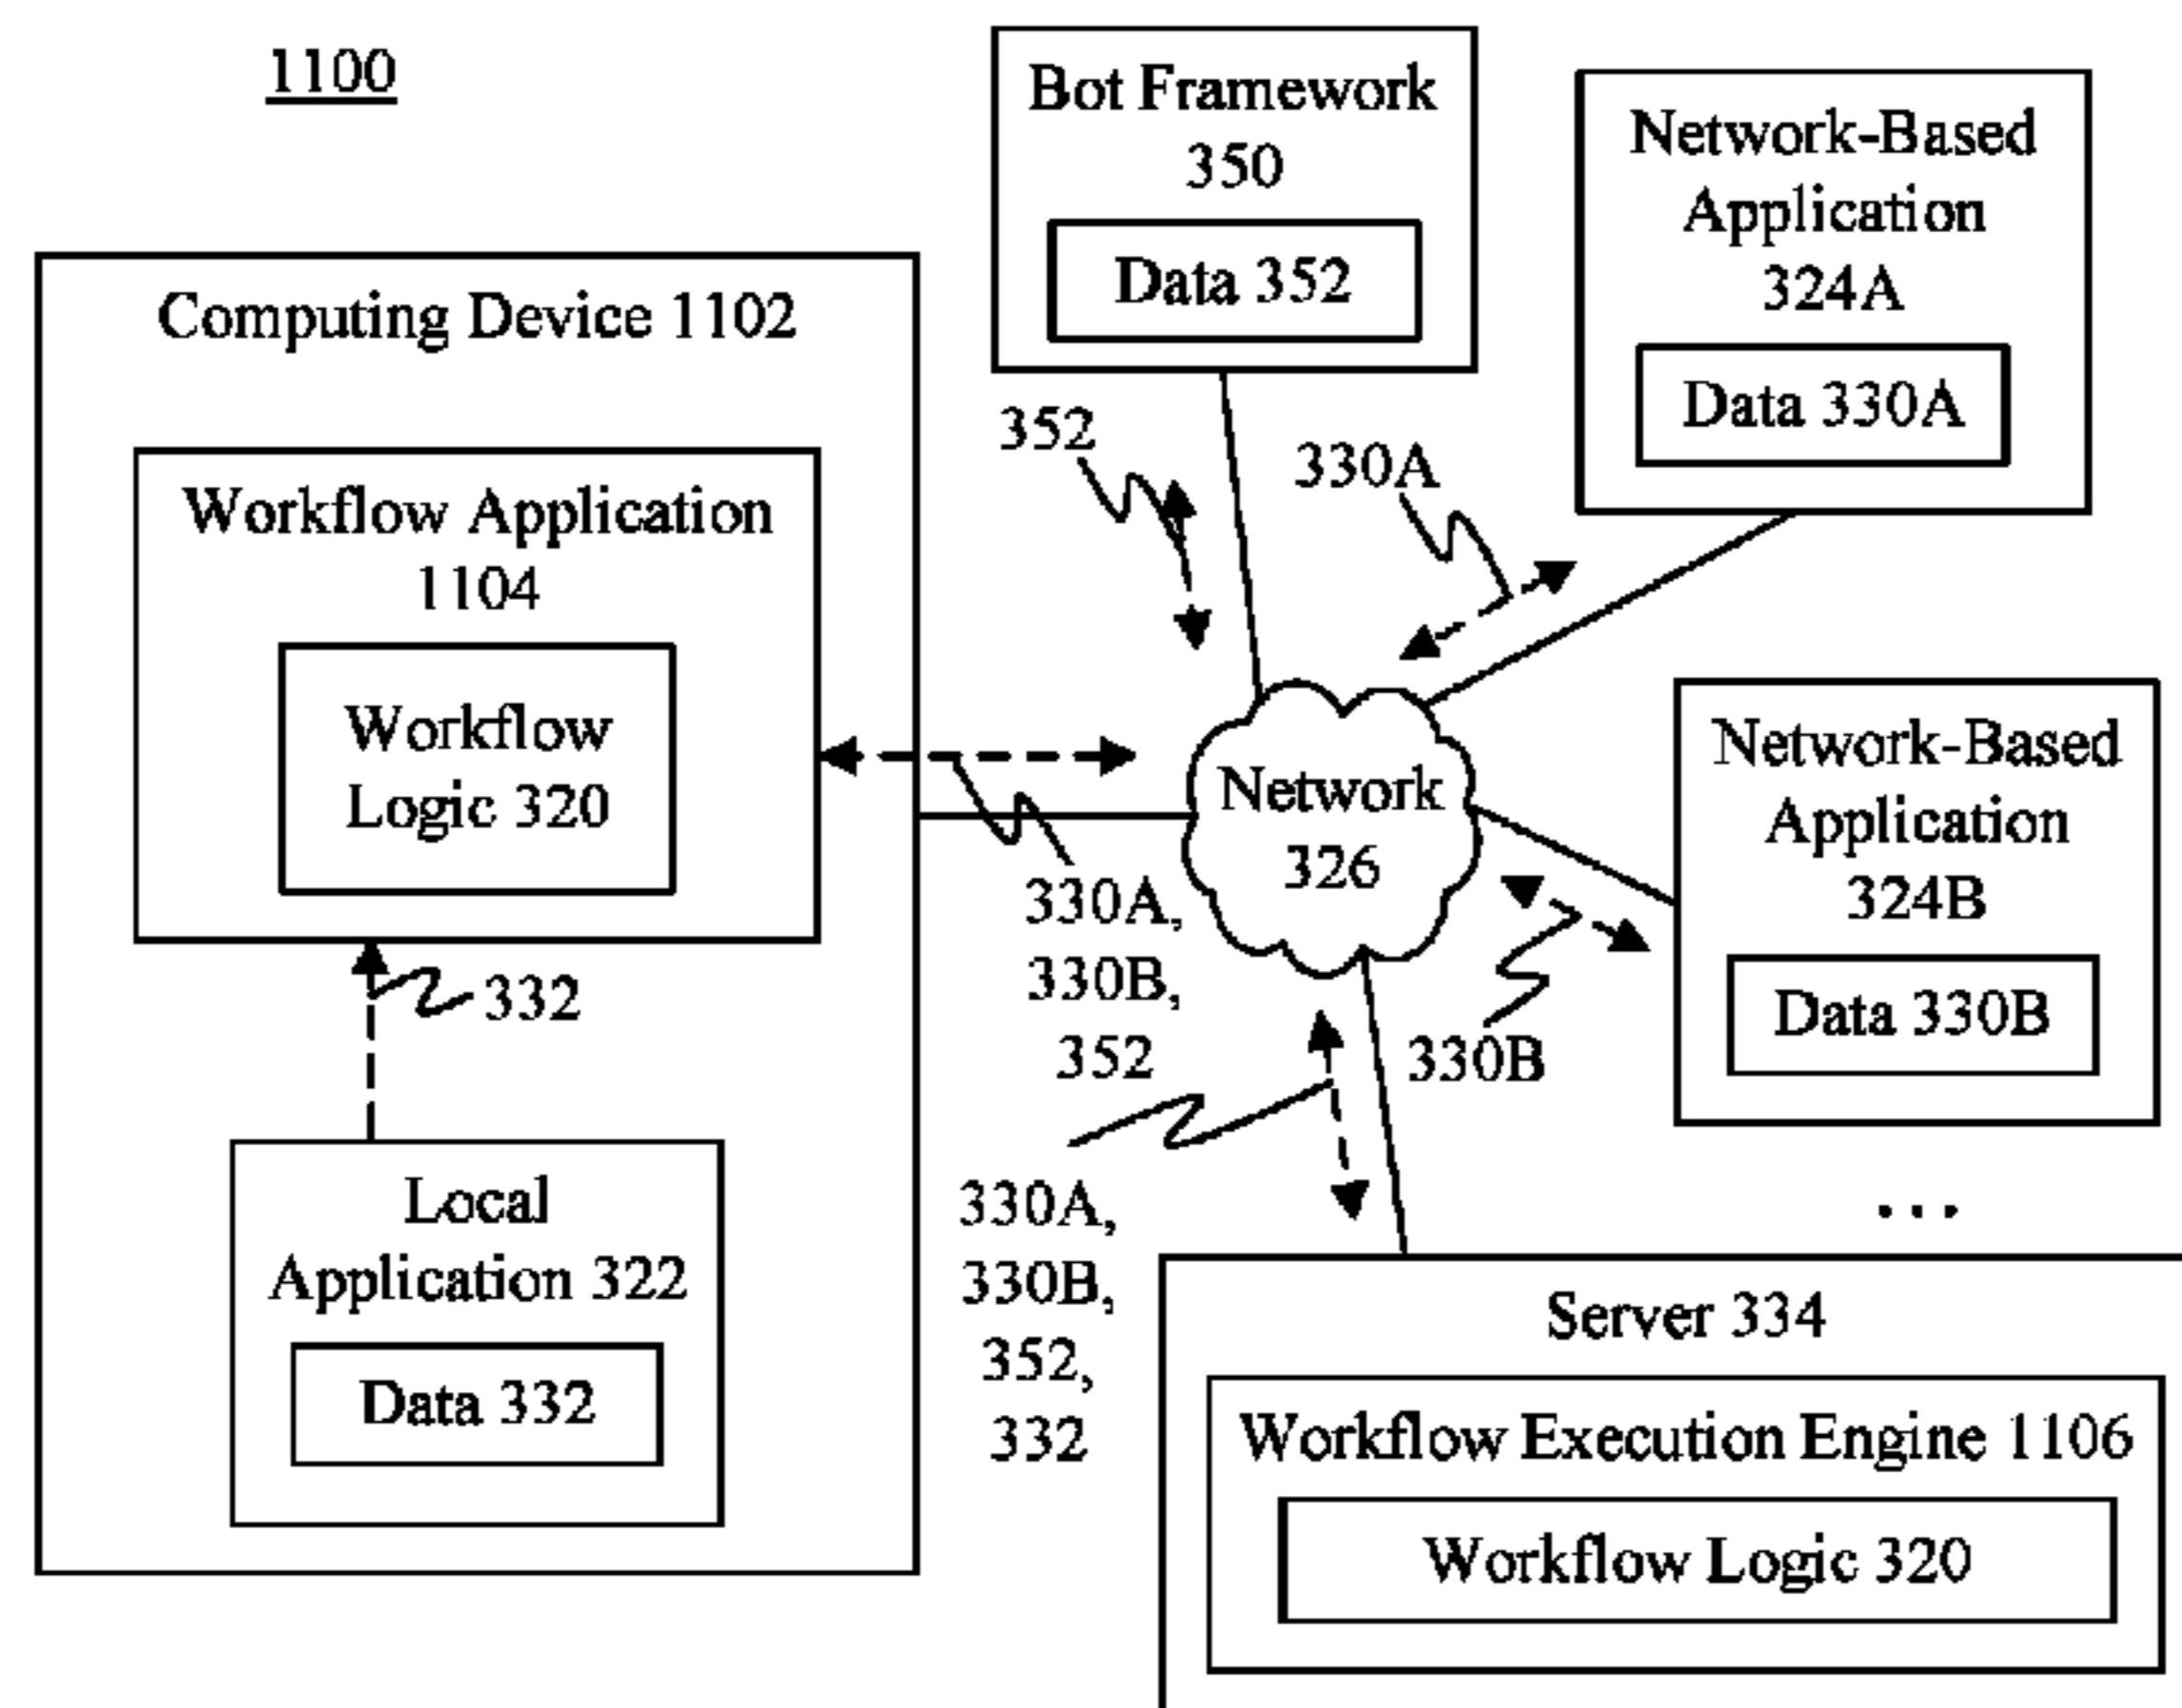 1100
Bot Framework
350
Data 352
Network-Based
Application
324A
Data 330A
Computing Device 1102
Workflow Application
1104
Workflow
Logic 320
332
Local
Application 322
Data 332
352
330A
Network
326
330A,
330B,
352
Network-Based
Application
324B
Data 330B
330B
330A,
330B,
352,
332
...
Server 334
Workflow Execution Engine 1106
Workflow Logic 320